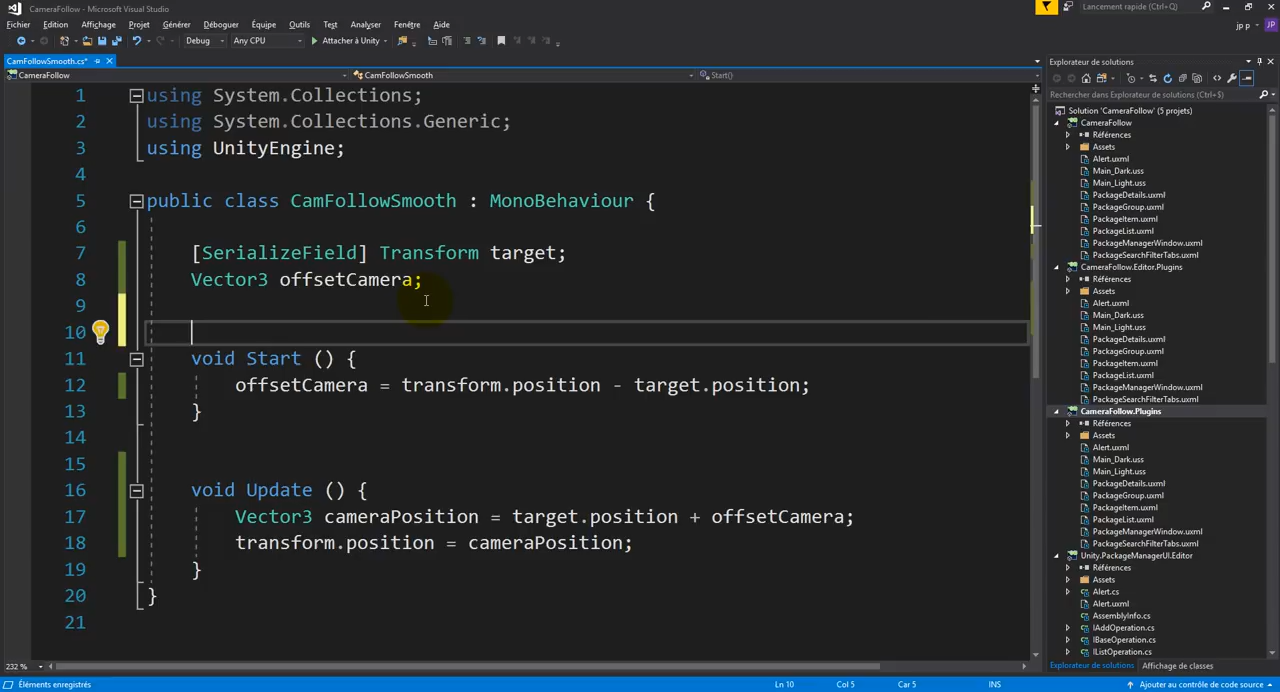 CameraFollow - Microsoft Visual Studio
Lancement rapide (Ctrl+Q)
Fichier Edition Affichage Projet Générer Déboguer Équipe Outils Test Analyser Fenêtre Aide
jp p JP
Debug Any CPU Attacher à Unity
CamFollowSmooth.cs*
CameraFollow CamFollowSmooth Start()
1 using System.Collections;
2 using System.Collections.Generic;
3 using UnityEngine;
4
5 public class CamFollowSmooth : MonoBehaviour {
6
7 [SerializeField] Transform target;
8 Vector3 offsetCamera;
9
10
11 void Start () {
12 offsetCamera = transform.position - target.position;
13 }
14
15
16 void Update () {
17 Vector3 cameraPosition = target.position + offsetCamera;
18 transform.position = cameraPosition;
19 }
20 }
21
232 %
Explorateur de solutions
Rechercher dans Explorateur de solutions (Ctrl+$)
Solution 'CameraFollow' (5 projets)
CameraFollow
Références
Assets
Alert.uxml
Main_Dark.uss
Main_Light.uss
PackageDetails.uxml
PackageGroup.uxml
PackageItem.uxml
PackageList.uxml
PackageManagerWindow.uxml
PackageSearchFilterTabs.uxml
CameraFollow.Editor.Plugins
Références
Assets
Alert.uxml
Main_Dark.uss
Main_Light.uss
PackageDetails.uxml
PackageGroup.uxml
PackageItem.uxml
PackageList.uxml
PackageManagerWindow.uxml
PackageSearchFilterTabs.uxml
CameraFollow.Plugins
Références
Assets
Alert.uxml
Main_Dark.uss
Main_Light.uss
PackageDetails.uxml
PackageGroup.uxml
PackageItem.uxml
PackageList.uxml
PackageManagerWindow.uxml
PackageSearchFilterTabs.uxml
Unity.PackageManagerUI.Editor
Références
Assets
Alert.cs
Alert.uxml
AssemblyInfo.cs
IAddOperation.cs
IBaseOperation.cs
IListOperation.cs
Explorateur de solutions Affichage de classes
Éléments enregistrés Ln 10 Col 5 Car 5 INS Ajouter au contrôle de code source